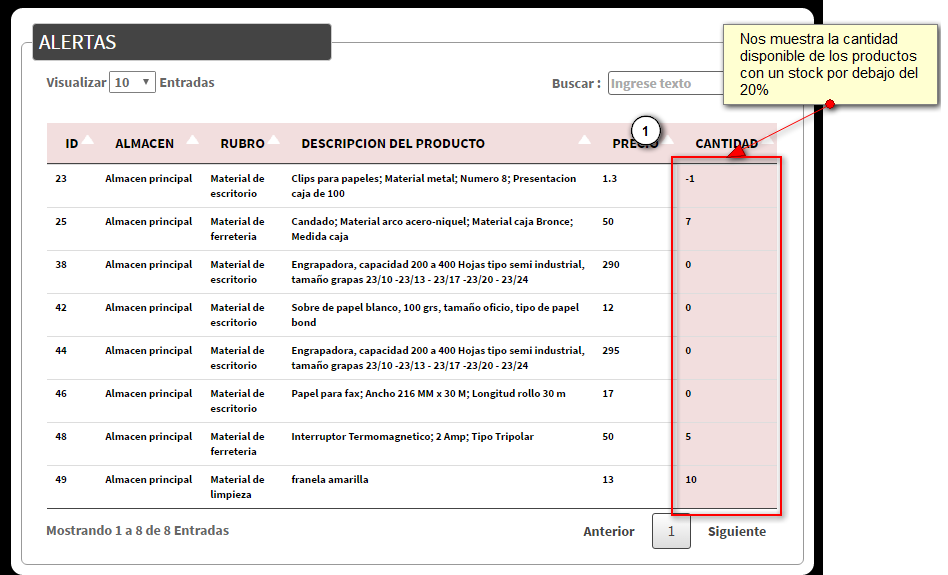 ALERTAS
Nos muestra la cantidad
disponible de los productos
con un stock por debajo del
20%
Visualizar 10 Entradas
Buscar : Ingrese texto
1
ID ALMACEN RUBRO DESCRIPCION DEL PRODUCTO PRECIO CANTIDAD
23 Almacen principal Material de escritorio Clips para papeles; Material metal; Numero 8; Presentacion caja de 100 1.3 -1
25 Almacen principal Material de ferreteria Candado; Material arco acero-niquel; Material caja Bronce; Medida caja 50 7
38 Almacen principal Material de escritorio Engrapadora, capacidad 200 a 400 Hojas tipo semi industrial, tamaño grapas 23/10 -23/13 - 23/17 -23/20 - 23/24 290 0
42 Almacen principal Material de escritorio Sobre de papel blanco, 100 grs, tamaño oficio, tipo de papel bond 12 0
44 Almacen principal Material de escritorio Engrapadora, capacidad 200 a 400 Hojas tipo semi industrial, tamaño grapas 23/10 -23/13 - 23/17 -23/20 - 23/24 295 0
46 Almacen principal Material de escritorio Papel para fax; Ancho 216 MM x 30 M; Longitud rollo 30 m 17 0
48 Almacen principal Material de ferreteria Interruptor Termomagnetico; 2 Amp; Tipo Tripolar 50 5
49 Almacen principal Material de limpieza franela amarilla 13 10
Mostrando 1 a 8 de 8 Entradas
Anterior 1 Siguiente